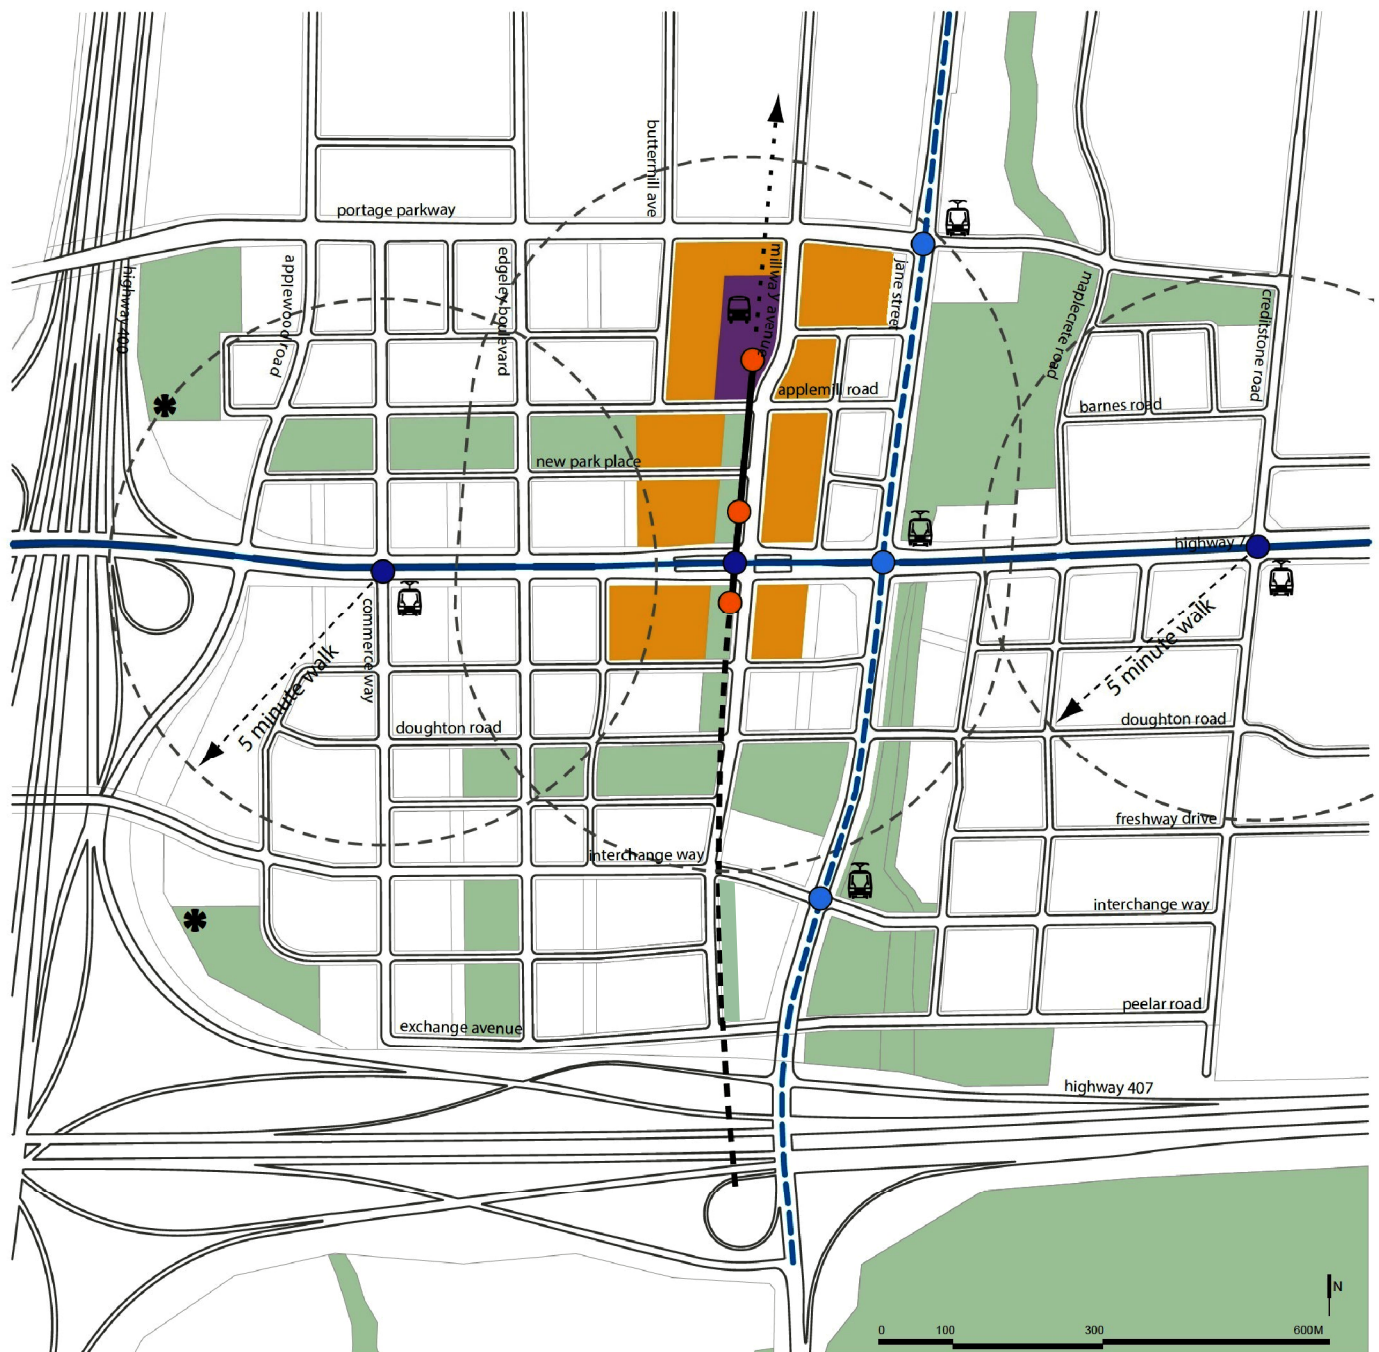 buttermill ave
portage parkway
highway 400
applewood road
edgeley boulevard
millway avenue
jane street
maplecrete road
creditstone road
applemill road
barnes road
new park place
highway 7
commerce way
5 minute walk
5 minute walk
doughton road
doughton road
freshway drive
interchange way
interchange way
peelar road
exchange avenue
highway 407
N
0 100 300 600M